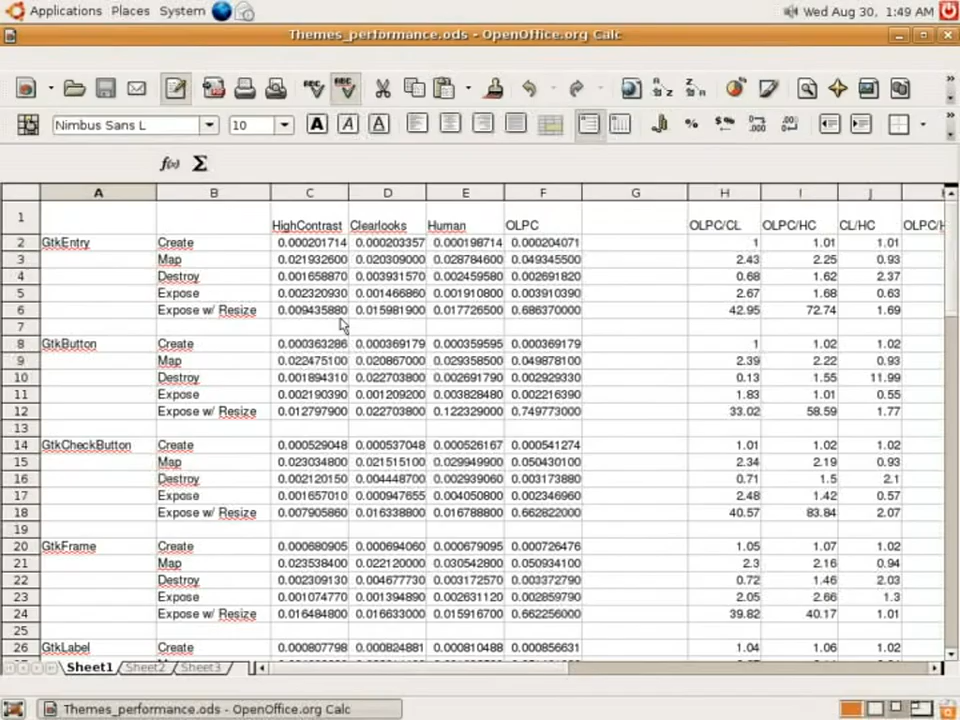 Applications Places System Wed Aug 30, 1:49 AM
Themes_performance.ods - OpenOffice.org Calc
Nimbus Sans L 10 A A A
f(x) Σ
A B C D E F G H I J
1 HighContrast Clearlooks Human OLPC OLPC/CL OLPC/HC CL/HC
2 GtkEntry Create 0.000201714 0.000203357 0.000198714 0.000204071 1 1.01 1.01
3 Map 0.021932600 0.020309000 0.028784600 0.049345500 2.43 2.25 0.93
4 Destroy 0.001658870 0.003931570 0.002459580 0.002691820 0.68 1.62 2.37
5 Expose 0.002320930 0.001466860 0.001910800 0.003910390 2.67 1.68 0.63
6 Expose w/ Resize 0.009435880 0.015981900 0.017726500 0.686370000 42.95 72.74 1.69
7
8 GtkButton Create 0.000363286 0.000369179 0.000359595 0.000369179 1 1.02 1.02
9 Map 0.022475100 0.020867000 0.029358500 0.049878100 2.39 2.22 0.93
10 Destroy 0.001894310 0.022703800 0.002691790 0.002929330 0.13 1.55 11.99
11 Expose 0.002190390 0.001209200 0.003828480 0.002216390 1.83 1.01 0.55
12 Expose w/ Resize 0.012797900 0.022703800 0.122329000 0.749773000 33.02 58.59 1.77
13
14 GtkCheckButton Create 0.000529048 0.000537048 0.000526167 0.000541274 1.01 1.02 1.02
15 Map 0.023034800 0.021515100 0.029949900 0.050430100 2.34 2.19 0.93
16 Destroy 0.002120150 0.004448700 0.002939060 0.003173880 0.71 1.5 2.1
17 Expose 0.001657010 0.000947655 0.004050800 0.002346960 2.48 1.42 0.57
18 Expose w/ Resize 0.007905860 0.016338800 0.016788800 0.662822000 40.57 83.84 2.07
19
20 GtkFrame Create 0.000680905 0.000694060 0.000679095 0.000726476 1.05 1.07 1.02
21 Map 0.023538400 0.022120000 0.030542800 0.050934100 2.3 2.16 0.94
22 Destroy 0.002309130 0.004677730 0.003172570 0.003372790 0.72 1.46 2.03
23 Expose 0.001074770 0.001394890 0.002631120 0.002859790 2.05 2.66 1.3
24 Expose w/ Resize 0.016484800 0.016633000 0.015916700 0.662256000 39.82 40.17 1.01
25
26 GtkLabel Create 0.000807798 0.000824881 0.000810488 0.000856631 1.04 1.06 1.02
Sheet1 Sheet2 Sheet3
Themes_performance.ods - OpenOffice.org Calc